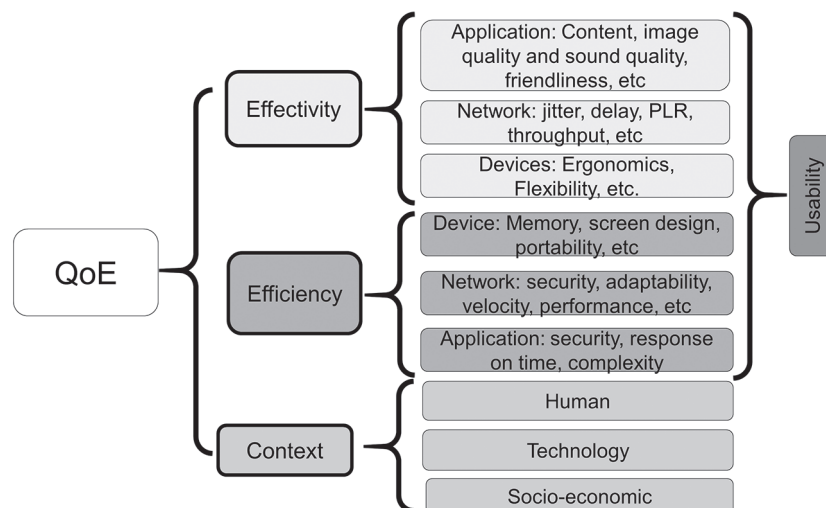 QoE
Effectivity
Application: Content, image
quality and sound quality,
friendliness, etc
Network: jitter, delay, PLR,
throughput, etc
Devices: Ergonomics,
Flexibility, etc.
Efficiency
Device: Memory, screen design,
portability, etc
Network: security, adaptability,
velocity, performance, etc
Application: security, response
on time, complexity
Context
Human
Technology
Socio-economic
Usability